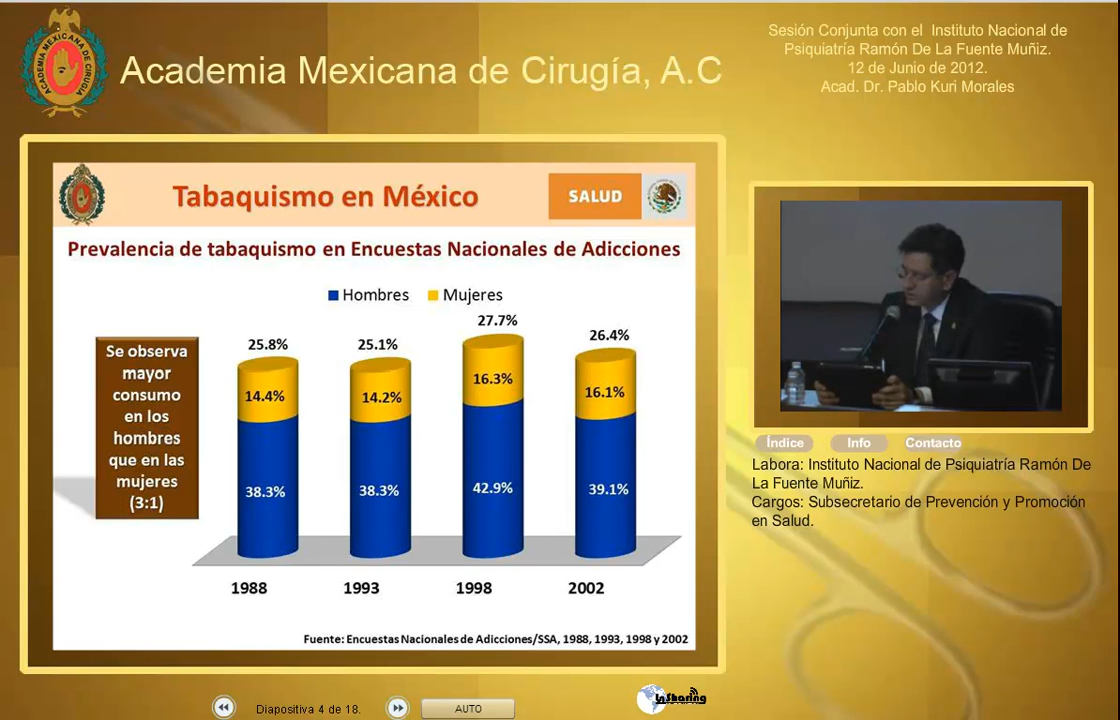 Academia Mexicana de Cirugía, A.C
ACADEMIA MEXICANA DE CIRUGIA
Sesión Conjunta con el Instituto Nacional de
Psiquiatría Ramón De La Fuente Muñiz.
12 de Junio de 2012.
Acad. Dr. Pablo Kuri Morales
Tabaquismo en México
SALUD
Prevalencia de tabaquismo en Encuestas Nacionales de Adicciones
Hombres Mujeres
25.8% 25.1% 27.7% 26.4%
14.4% 14.2% 16.3% 16.1%
38.3% 38.3% 42.9% 39.1%
Se observa
mayor
consumo
en los
hombres
que en las
mujeres
(3:1)
1988 1993 1998 2002
Fuente: Encuestas Nacionales de Adicciones/SSA, 1988, 1993, 1998 y 2002
Índice Info Contacto
Labora: Instituto Nacional de Psiquiatría Ramón De
La Fuente Muñiz.
Cargos: Subsecretario de Prevención y Promoción
en Salud.
Diapositiva 4 de 18.
AUTO
InSharing